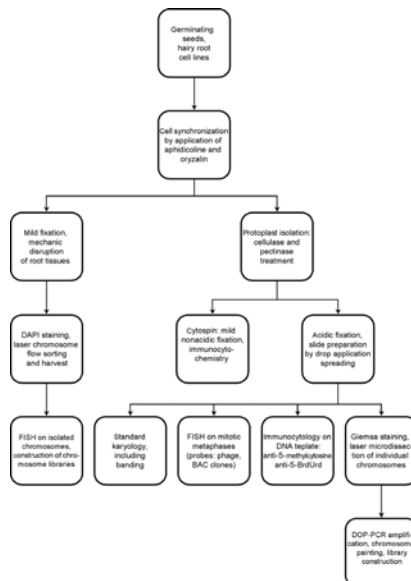 Germinating
seeds,
hairy root
cell lines
Cell synchronization
by application of
aphidicoline and
oryzalin
Mild fixation,
mechanic
disruption
of root tissues
Protoplast isolation:
cellulase and
pectinase
treatment
DAPI staining,
laser chromosome
flow sorting
and harvest
Cytospin: mild
nonacidic fixation,
immunocyto-
chemistry
Acidic fixation,
slide preparation
by drop application
spreading
FISH on isolated
chromosomes,
construction of chro-
mosome libraries
Standard
karyology,
including
banding
FISH on mitotic
metaphases
(probes: phage,
BAC clones)
Immunocytology on
DNA teplate:
anti-5-methylcytosine
anti-5-BrdUrd
Giemsa staining,
laser microdissec-
tion of individual
chromosomes
DOP-PCR amplifi-
cation, chromosome
painting, library
construction